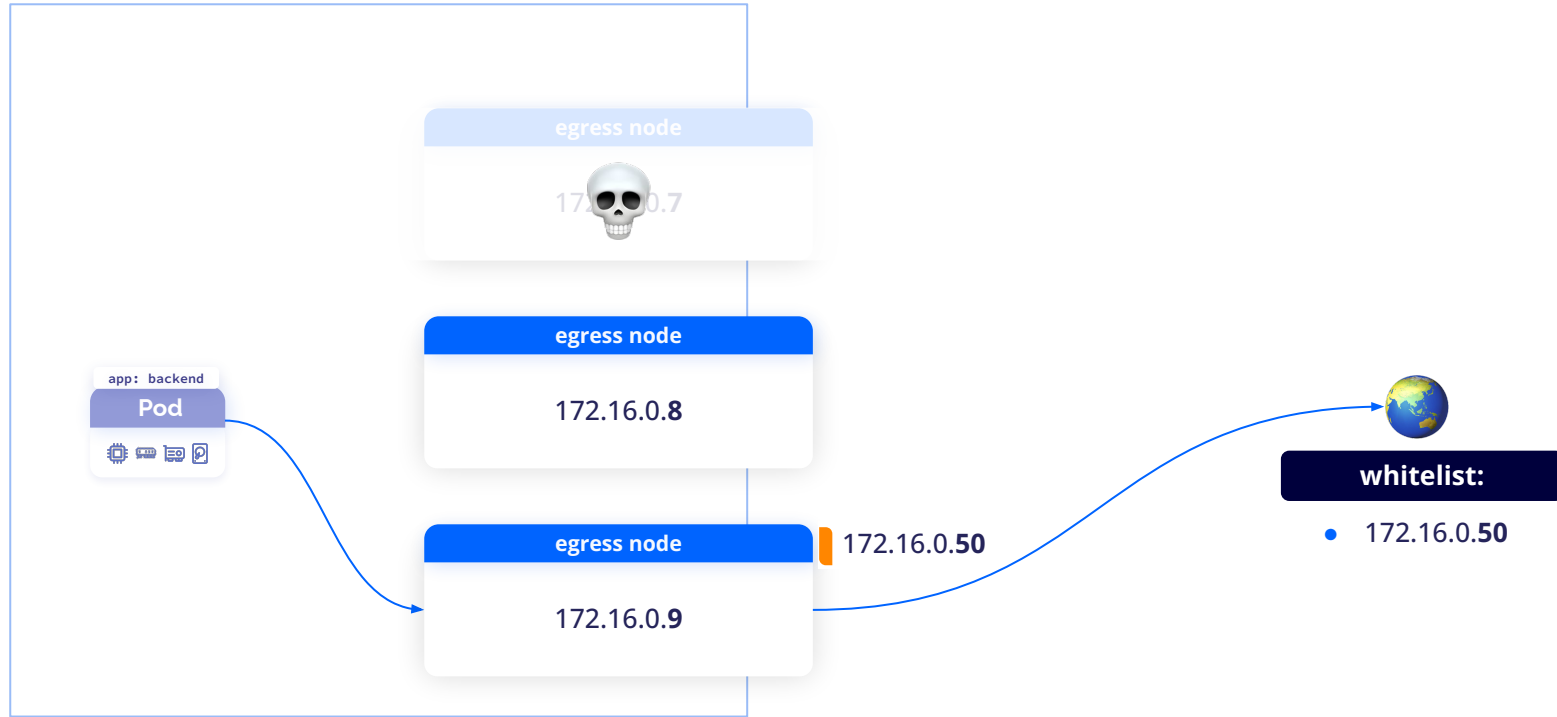 egress node
egress node
172.16.0.8
app: backend
Pod
egress node
172.16.0.50
172.16.0.9
whitelist:
172.16.0.50